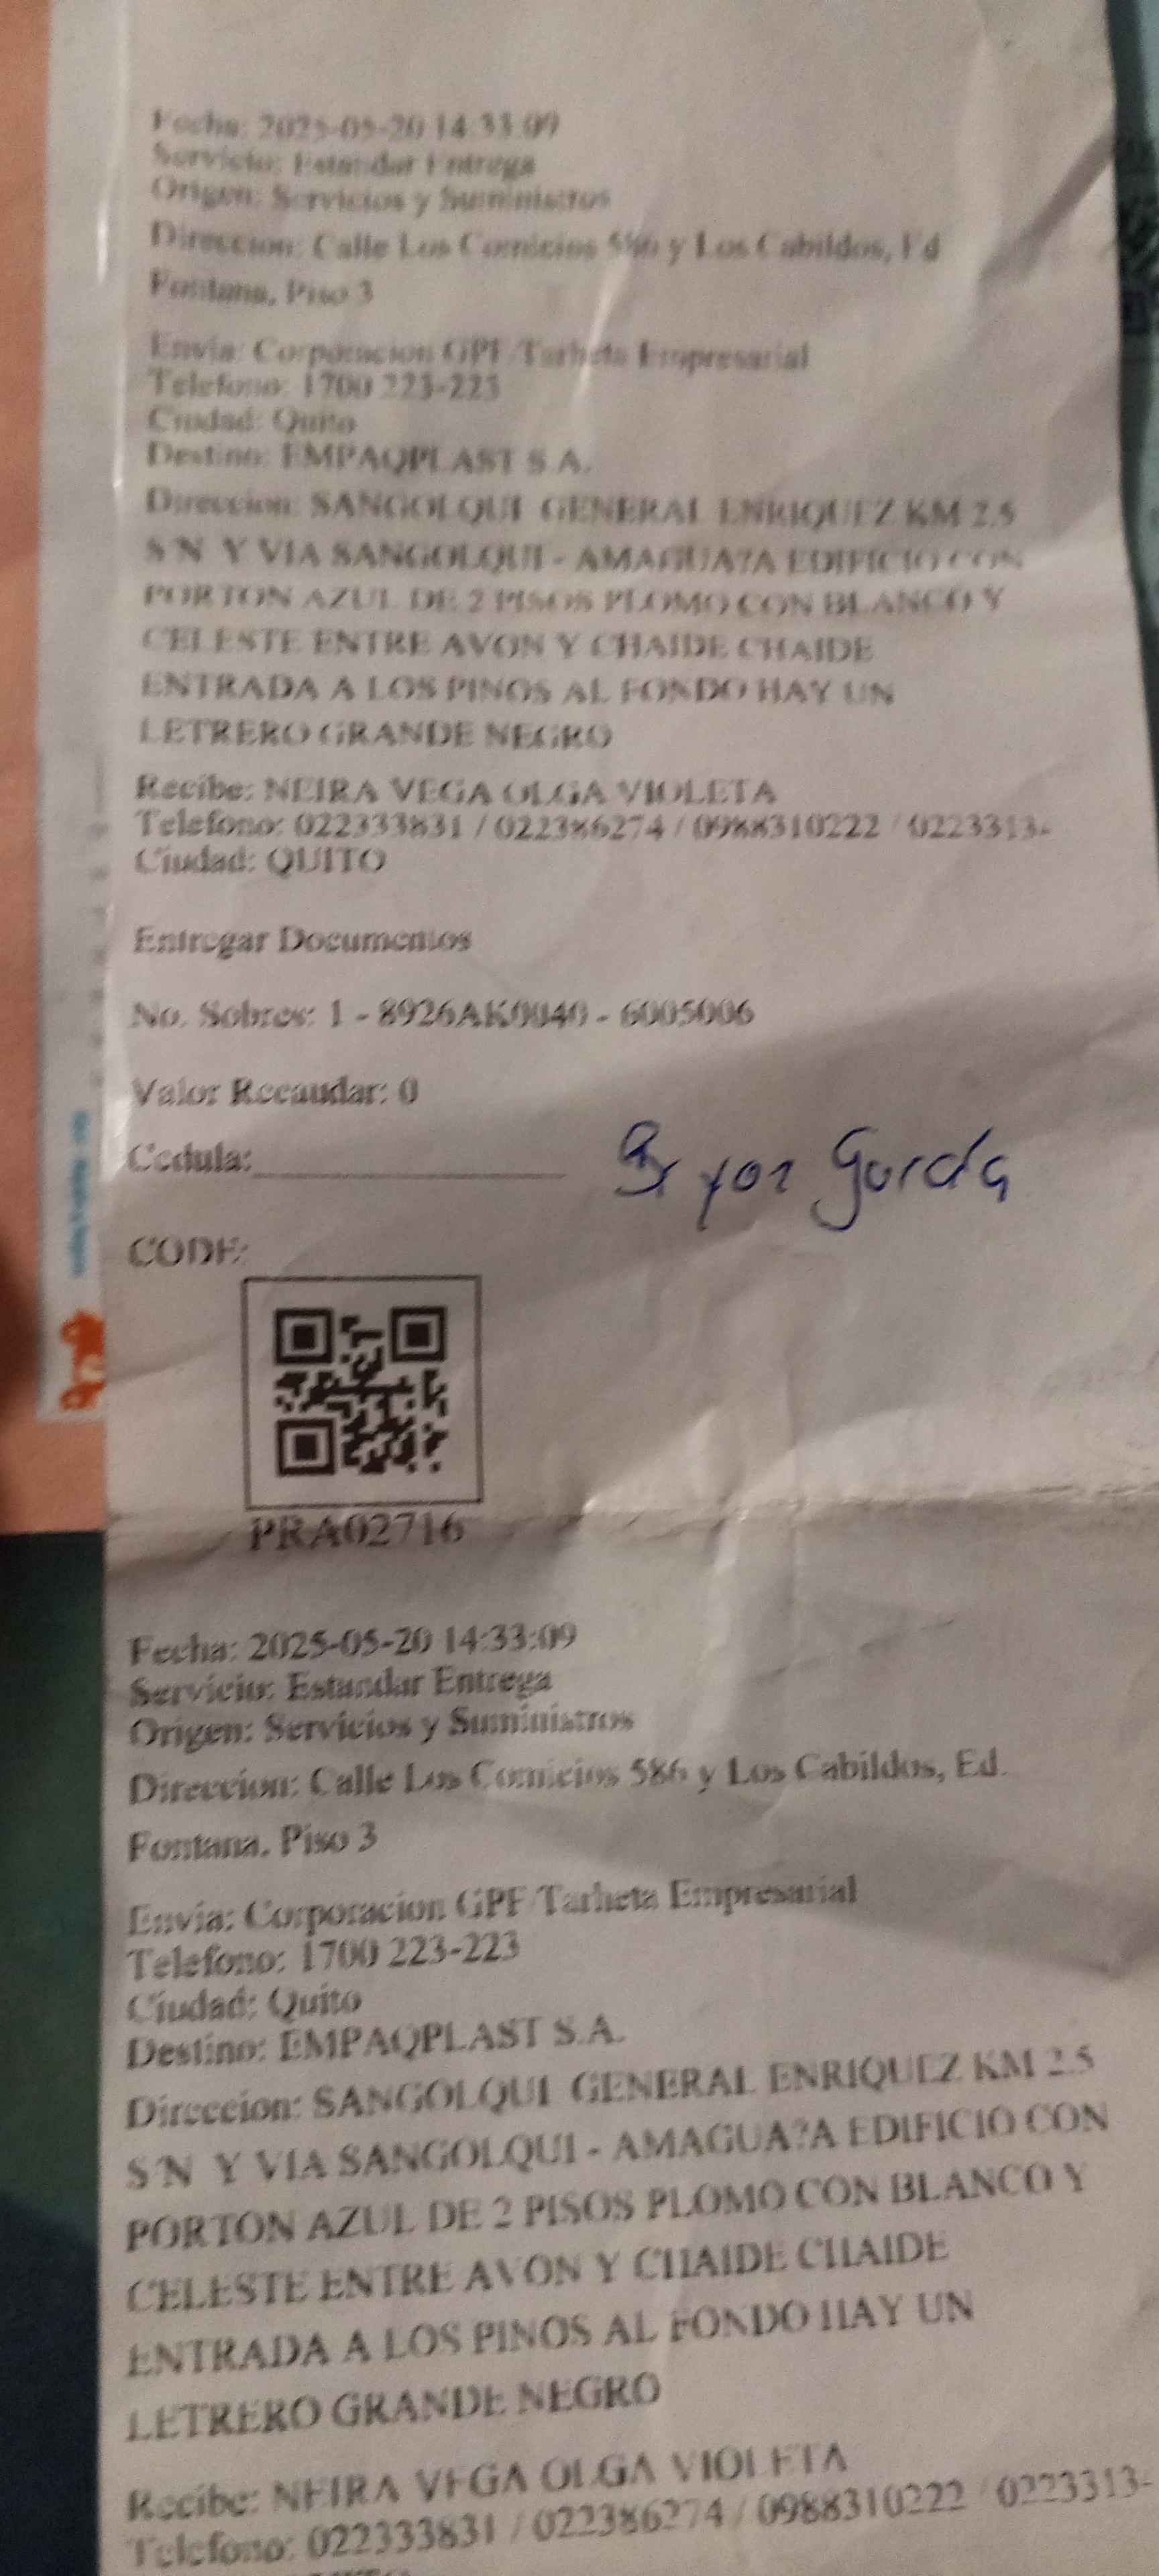 Fecha: 2025-05-20 14:33:09
Servicio: Estandar Entrega
Origen: Servicios y Suministros
Direccion: Calle Los Comicios 586 y Los Cabildos, Ed
Fontana, Piso 3
Envia: Corporacion GPF/Tarheta Empresarial
Telefono: 1700 223-223
Ciudad: Quito
Destino: EMPAQPLAST S.A.
Direccion: SANGOLQUI GENERAL ENRIQUEZ KM 2.5
S/N Y VIA SANGOLQUI - AMAGUA?A EDIFICIO CON
PORTON AZUL DE 2 PISOS PLOMO CON BLANCO Y
CELESTE ENTRE AVON Y CHAIDE CHAIDE
ENTRADA A LOS PINOS AL FONDO HAY UN
LETRERO GRANDE NEGRO
Recibe: NEIRA VEGA OLGA VIOLETA
Telefono: 022333831 / 022386274 / 0988310222 / 0223313-
Ciudad: QUITO
Entregar Documentos
No. Sobres: 1 - 8926AK0040 - 6005006
Valor Recaudar: 0
Cedula:
CODE:
PRA02716
Fecha: 2025-05-20 14:33:09
Servicio: Estandar Entrega
Origen: Servicios y Suministros
Direccion: Calle Los Comicios 586 y Los Cabildos, Ed.
Fontana, Piso 3
Envia: Corporacion GPF/Tarheta Empresarial
Telefono: 1700 223-223
Ciudad: Quito
Destino: EMPAQPLAST S.A.
Direccion: SANGOLQUI GENERAL ENRIQUEZ KM 2.5
S/N Y VIA SANGOLQUI - AMAGUA?A EDIFICIO CON
PORTON AZUL DE 2 PISOS PLOMO CON BLANCO Y
CELESTE ENTRE AVON Y CHAIDE CHAIDE
ENTRADA A LOS PINOS AL FONDO HAY UN
LETRERO GRANDE NEGRO
Recibe: NEIRA VEGA OLGA VIOLETA
Telefono: 022333831 / 022386274 / 0988310222 / 0223313-